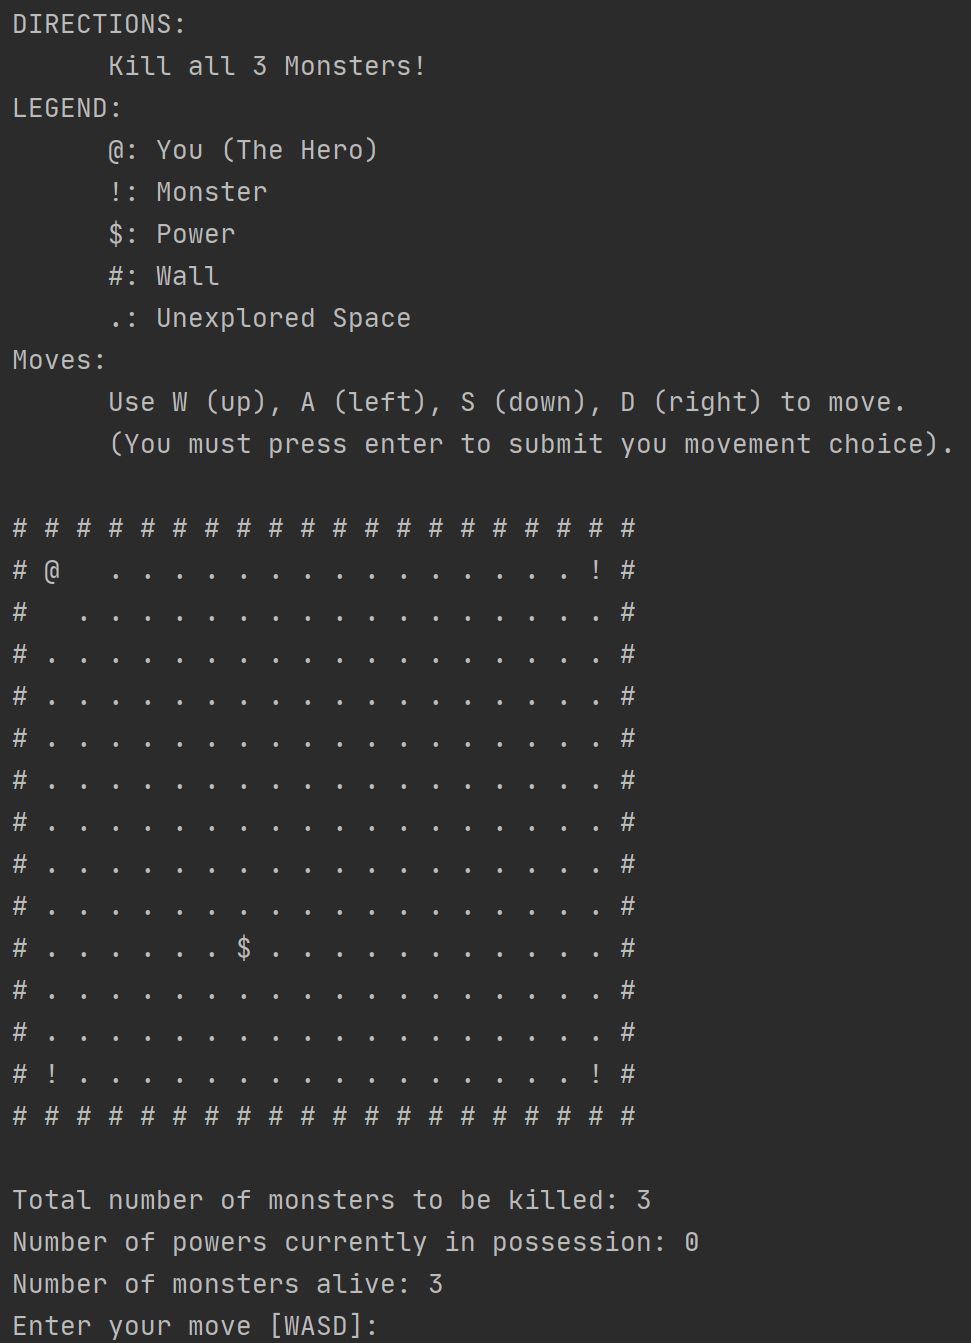 DIRECTIONS:
Kill all 3 Monsters!
LEGEND:
@: You (The Hero)
!: Monster
$: Power
#: Wall
.: Unexplored Space
Moves:
Use W (up), A (left), S (down), D (right) to move.
(You must press enter to submit you movement choice).
# # # # # # # # # # # # # # # # # # # #
# @   . . . . . . . . . . . . . . . ! #
#   . . . . . . . . . . . . . . . . . #
# . . . . . . . . . . . . . . . . . . #
# . . . . . . . . . . . . . . . . . . #
# . . . . . . . . . . . . . . . . . . #
# . . . . . . . . . . . . . . . . . . #
# . . . . . . . . . . . . . . . . . . #
# . . . . . . . . . . . . . . . . . . #
# . . . . . . . . . . . . . . . . . . #
# . . . . . . $ . . . . . . . . . . . #
# . . . . . . . . . . . . . . . . . . #
# . . . . . . . . . . . . . . . . . . #
# ! . . . . . . . . . . . . . . . . ! #
# # # # # # # # # # # # # # # # # # # #
Total number of monsters to be killed: 3
Number of powers currently in possession: 0
Number of monsters alive: 3
Enter your move [WASD]: